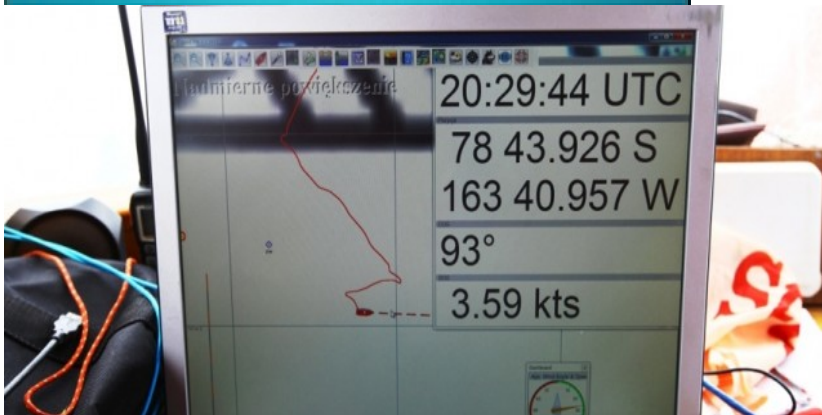 Nadmierne powiększenie
20:29:44 UTC
78 43.926 S
163 40.957 W
93°
3.59 kts